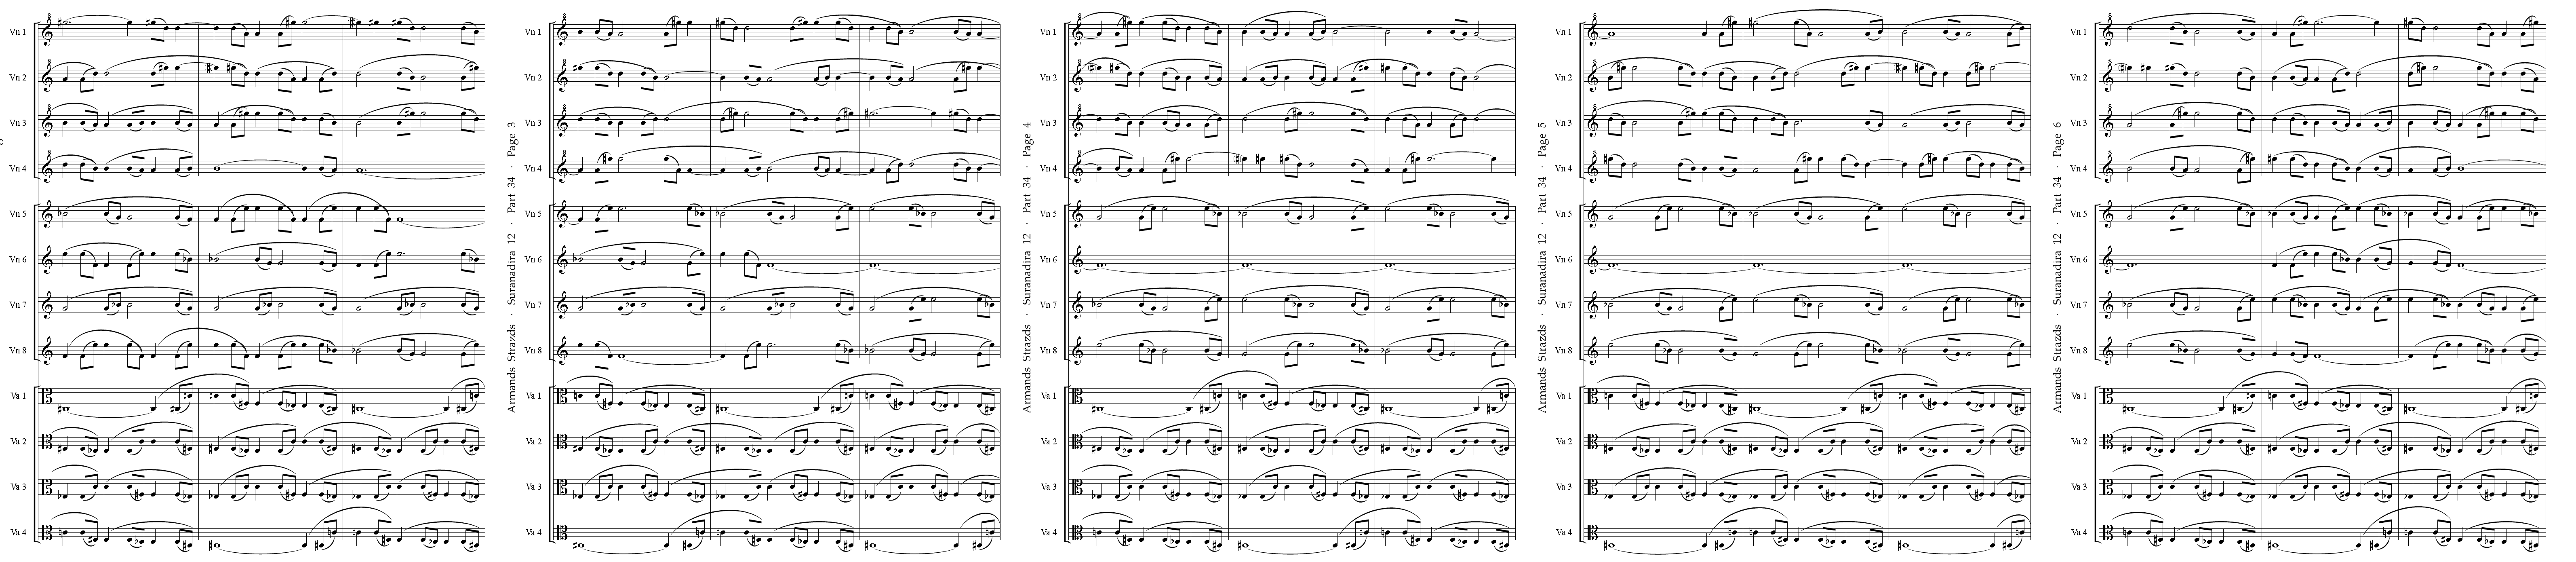 Vn 1
Vn 2
Vn 3
Vn 4
Vn 5
Vn 6
Vn 7
Vn 8
Va 1
Va 2
Va 3
Va 4
Armands Strazds · Suranadira 12 · Part 34 · Page 3
Vn 1
Vn 2
Vn 3
Vn 4
Vn 5
Vn 6
Vn 7
Vn 8
Va 1
Va 2
Va 3
Va 4
Armands Strazds · Suranadira 12 · Part 34 · Page 4
Vn 1
Vn 2
Vn 3
Vn 4
Vn 5
Vn 6
Vn 7
Vn 8
Va 1
Va 2
Va 3
Va 4
Armands Strazds · Suranadira 12 · Part 34 · Page 5
Vn 1
Vn 2
Vn 3
Vn 4
Vn 5
Vn 6
Vn 7
Vn 8
Va 1
Va 2
Va 3
Va 4
Armands Strazds · Suranadira 12 · Part 34 · Page 6
Vn 1
Vn 2
Vn 3
Vn 4
Vn 5
Vn 6
Vn 7
Vn 8
Va 1
Va 2
Va 3
Va 4